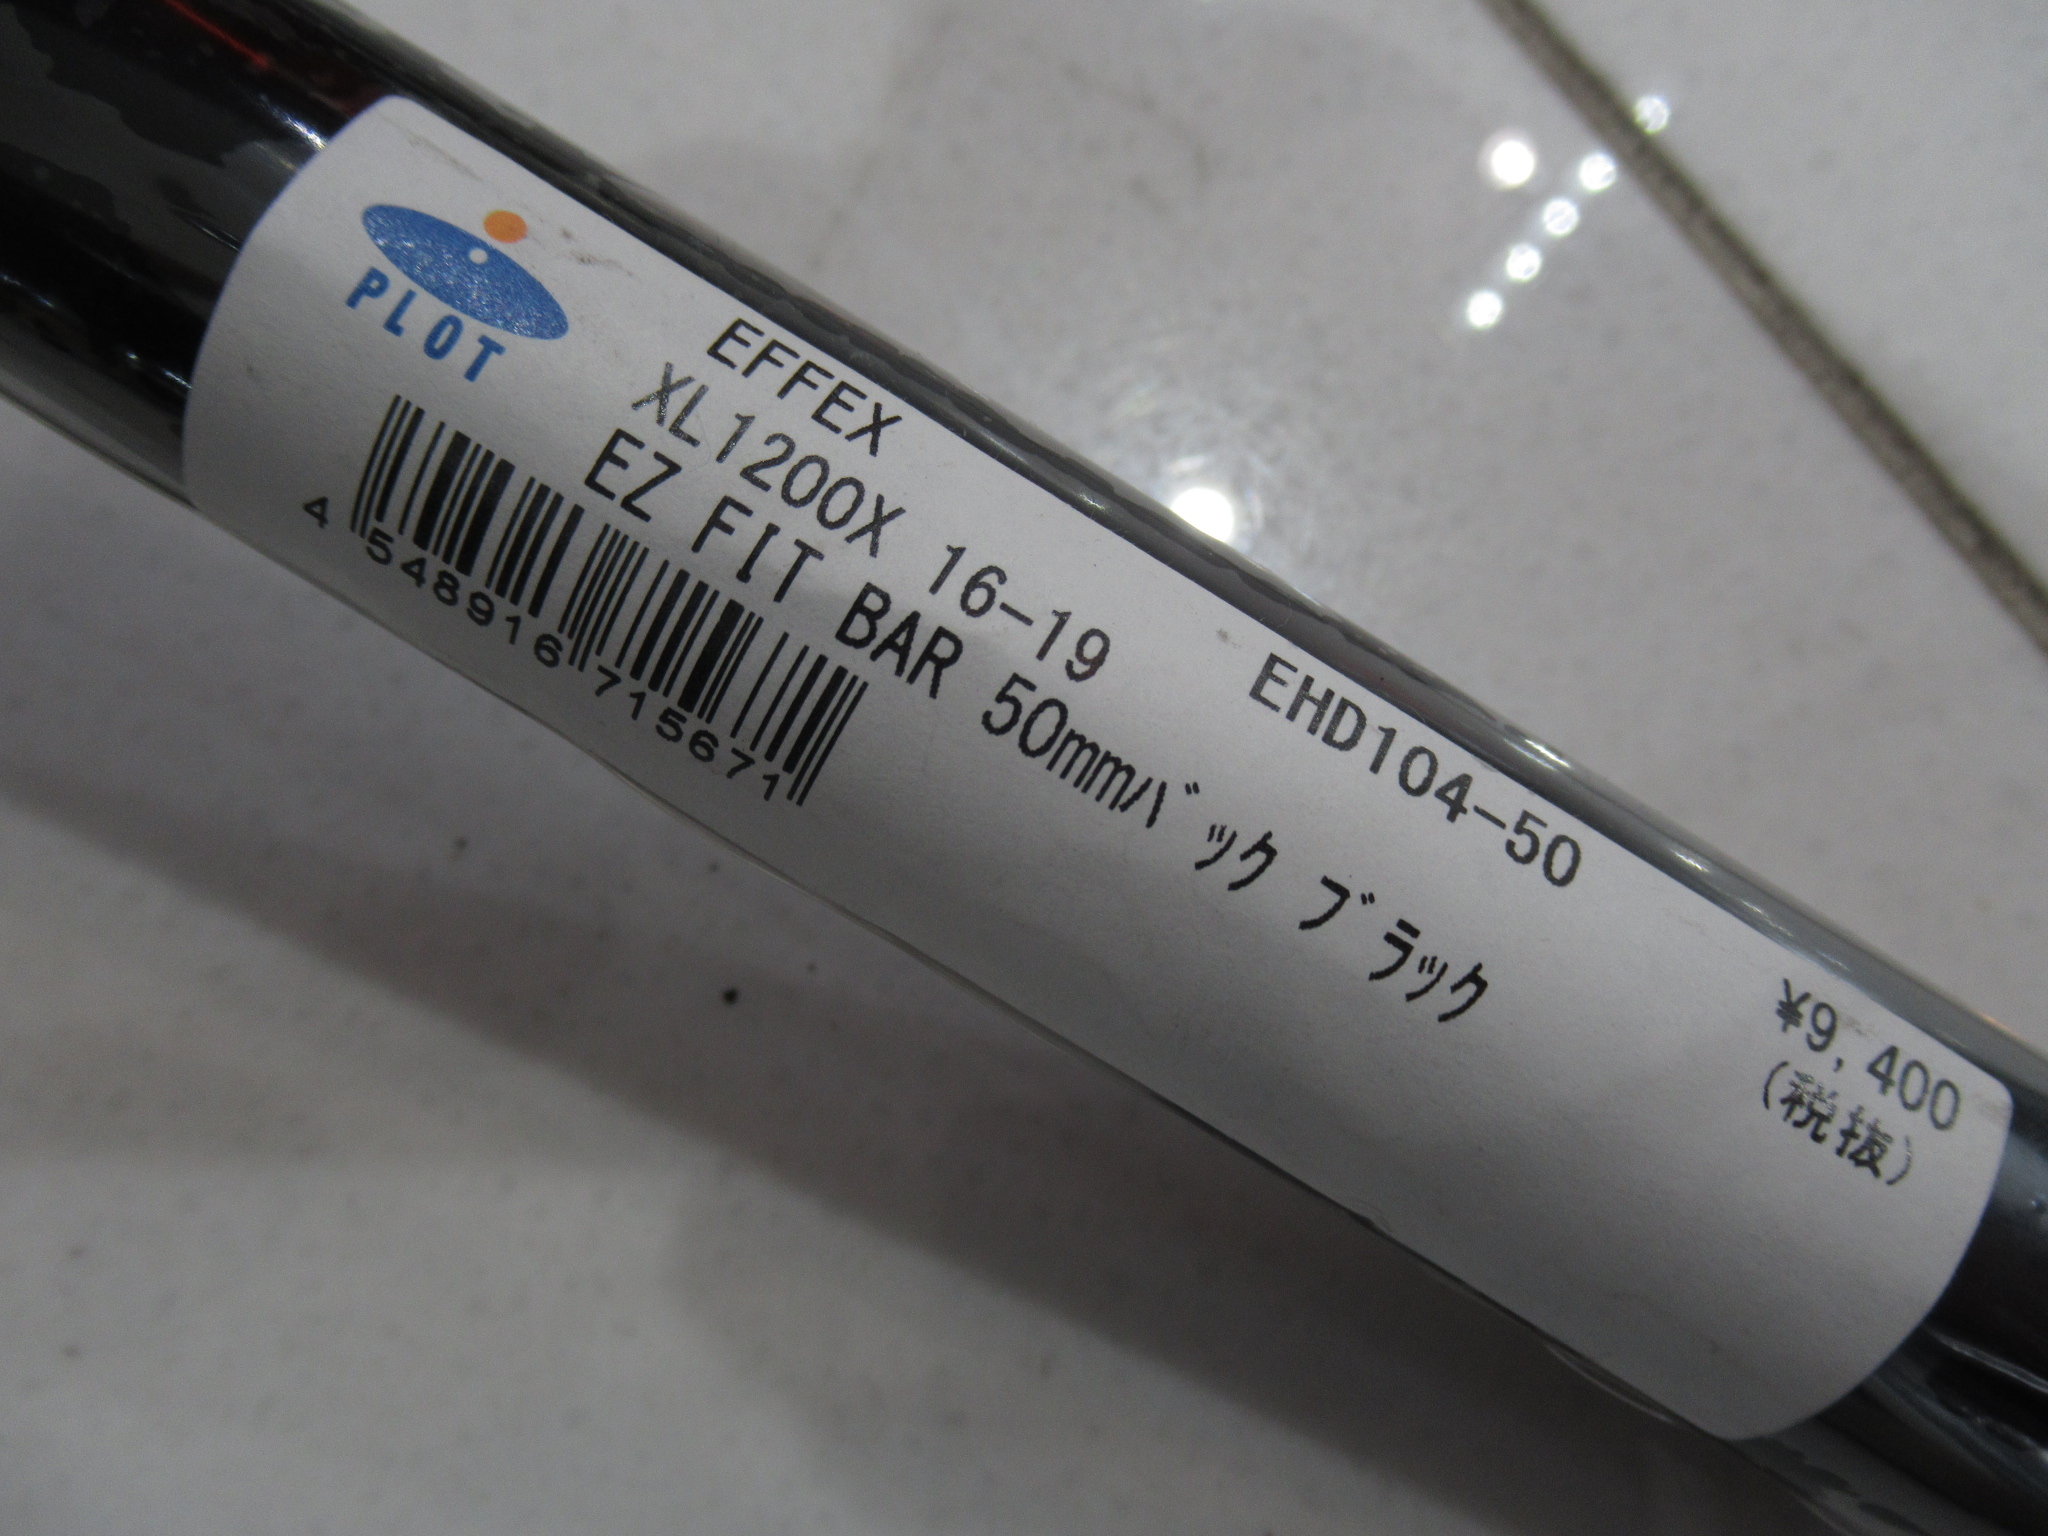 PLOT
EFFEX EHD104-50
XL1200X 16-19
EZ FIT BAR 50mmﾊﾞｯｸ ﾌﾞﾗｯｸ
4 548916 715671
¥9,400
(税抜)